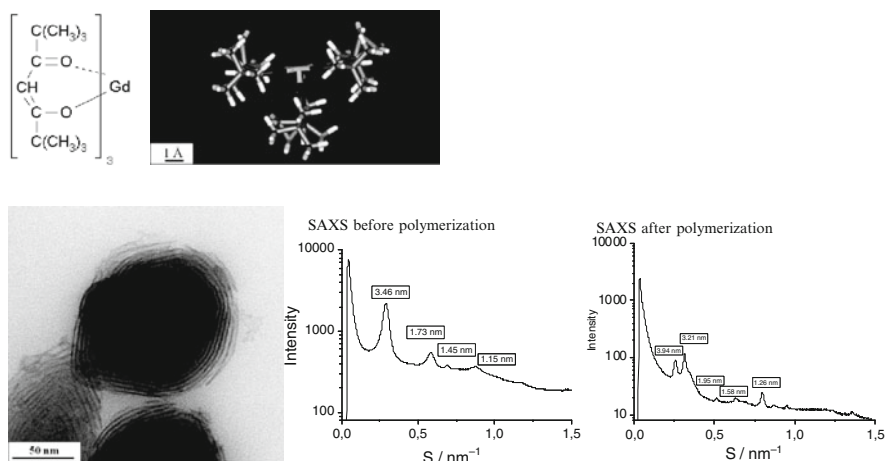 C(CH₃)₃
C=O
CH
Gd
C—O
C(CH₃)₃
3
1 Å
50 nm
SAXS before polymerization
10000
1000
100
Intensity
3.46 nm
1.73 nm
1.45 nm
1.15 nm
0,0 0,5 1,0 1,5
S / nm⁻¹
SAXS after polymerization
10000
1000
100
10
Intensity
3.94 nm
3.21 nm
1.95 nm
1.58 nm
1.26 nm
0,0 0,5 1,0 1,5
S / nm⁻¹